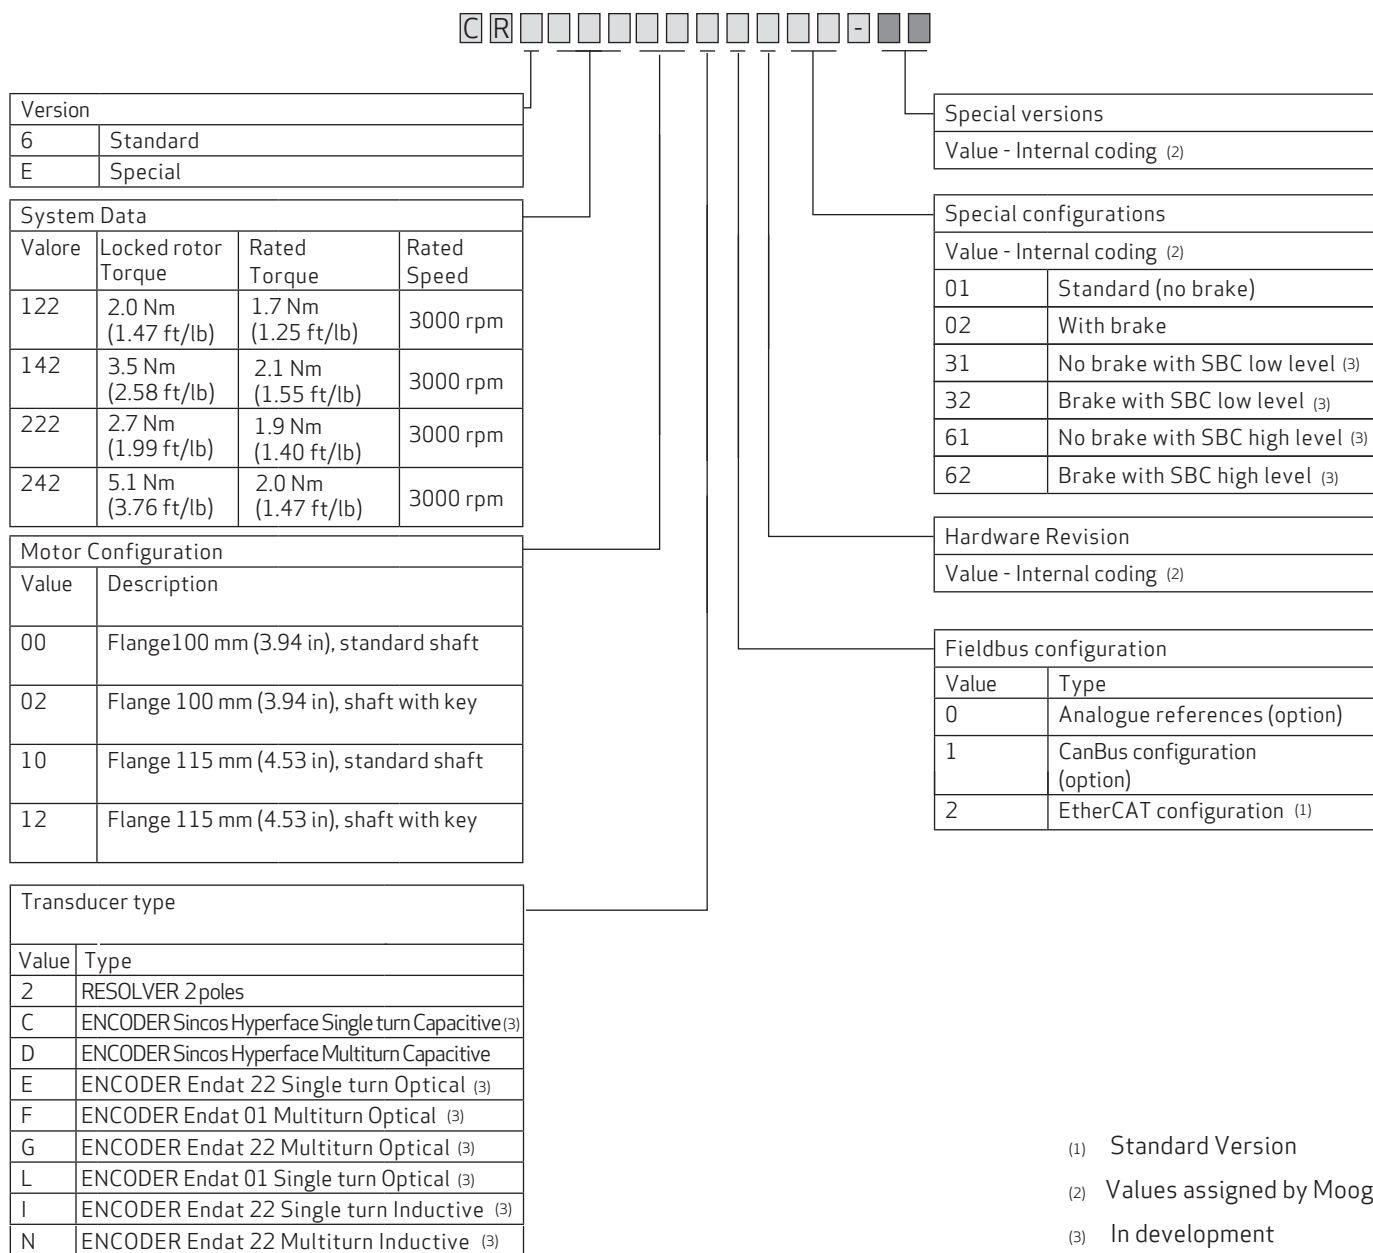 C R -
Version
6 Standard
E Special
System Data
Valore Locked rotor Torque Rated Torque Rated Speed
122 2.0 Nm (1.47 ft/lb) 1.7 Nm (1.25 ft/lb) 3000 rpm
142 3.5 Nm (2.58 ft/lb) 2.1 Nm (1.55 ft/lb) 3000 rpm
222 2.7 Nm (1.99 ft/lb) 1.9 Nm (1.40 ft/lb) 3000 rpm
242 5.1 Nm (3.76 ft/lb) 2.0 Nm (1.47 ft/lb) 3000 rpm
Motor Configuration
Value Description
00 Flange100 mm (3.94 in), standard shaft
02 Flange 100 mm (3.94 in), shaft with key
10 Flange 115 mm (4.53 in), standard shaft
12 Flange 115 mm (4.53 in), shaft with key
Transducer type
Value Type
2 RESOLVER 2 poles
C ENCODER Sincos Hyperface Single turn Capacitive (3)
D ENCODER Sincos Hyperface Multiturn Capacitive
E ENCODER Endat 22 Single turn Optical (3)
F ENCODER Endat 01 Multiturn Optical (3)
G ENCODER Endat 22 Multiturn Optical (3)
L ENCODER Endat 01 Single turn Optical (3)
I ENCODER Endat 22 Single turn Inductive (3)
N ENCODER Endat 22 Multiturn Inductive (3)
Special versions
Value - Internal coding (2)
Special configurations
Value - Internal coding (2)
01 Standard (no brake)
02 With brake
31 No brake with SBC low level (3)
32 Brake with SBC low level (3)
61 No brake with SBC high level (3)
62 Brake with SBC high level (3)
Hardware Revision
Value - Internal coding (2)
Fieldbus configuration
Value Type
0 Analogue references (option)
1 CanBus configuration
(option)
2 EtherCAT configuration (1)
(1) Standard Version
(2) Values assigned by Moog
(3) In development